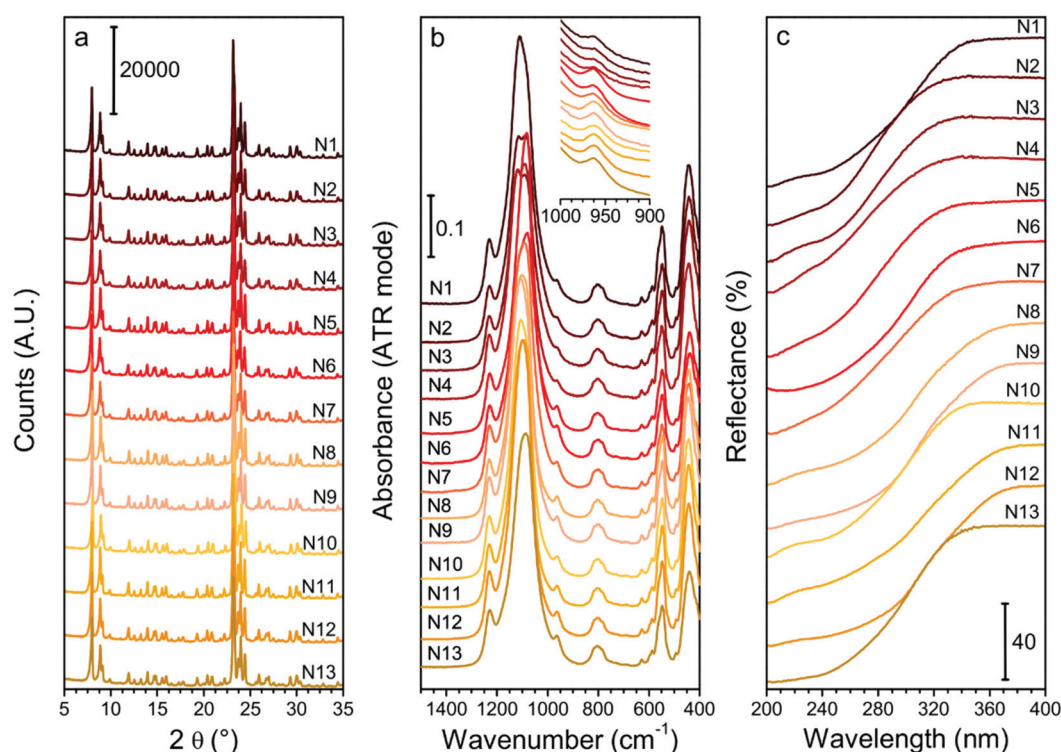 a
20000
N1
N2
N3
N4
N5
N6
N7
N8
N9
N10
N11
N12
N13
Counts (A.U.)
5 10 15 20 25 30 35
2 θ (°)
b
1000 950 900
0.1
N1
N2
N3
N4
N5
N6
N7
N8
N9
N10
N11
N12
N13
Absorbance (ATR mode)
1400 1200 1000 800 600 400
Wavenumber (cm⁻¹)
c
N1
N2
N3
N4
N5
N6
N7
N8
N9
N10
N11
N12
N13
40
Reflectance (%)
200 240 280 320 360 400
Wavelength (nm)